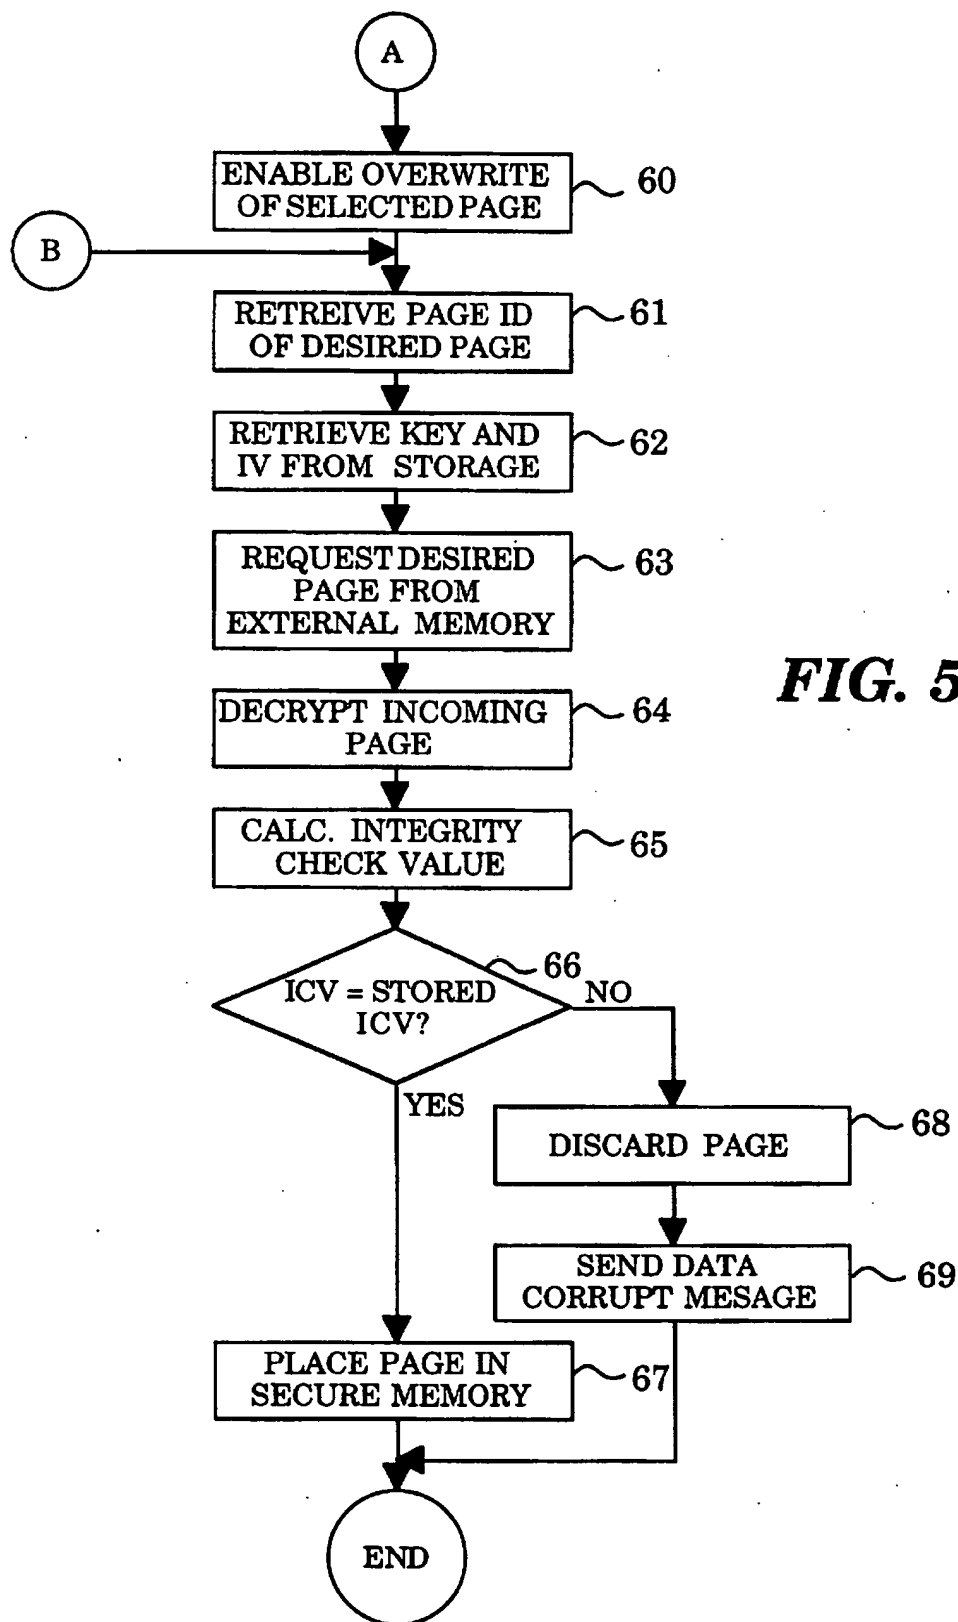 A
ENABLE OVERWRITE
OF SELECTED PAGE
60
B
RETREIVE PAGE ID
OF DESIRED PAGE
61
RETRIEVE KEY AND
IV FROM STORAGE
62
REQUEST DESIRED
PAGE FROM
EXTERNAL MEMORY
63
FIG. 5
DECRYPT INCOMING
PAGE
64
CALC. INTEGRITY
CHECK VALUE
65
ICV = STORED
ICV?
66
NO
YES
DISCARD PAGE
68
SEND DATA
CORRUPT MESAGE
69
PLACE PAGE IN
SECURE MEMORY
67
END